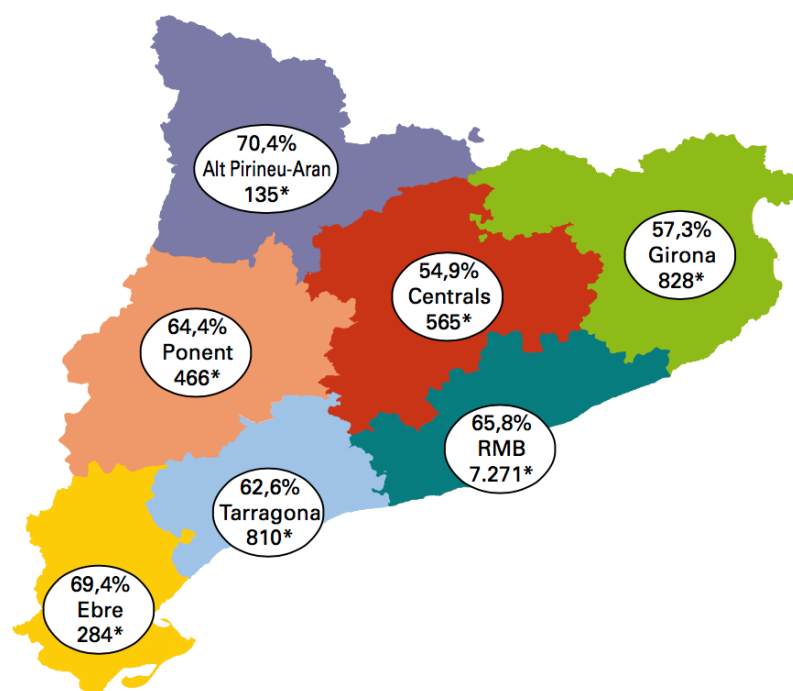 70,4%
Alt Pirineu-Aran
135*
57,3%
Girona
828*
54,9%
Centrals
565*
64,4%
Ponent
466*
65,8%
RMB
7.271*
62,6%
Tarragona
810*
69,4%
Ebre
284*